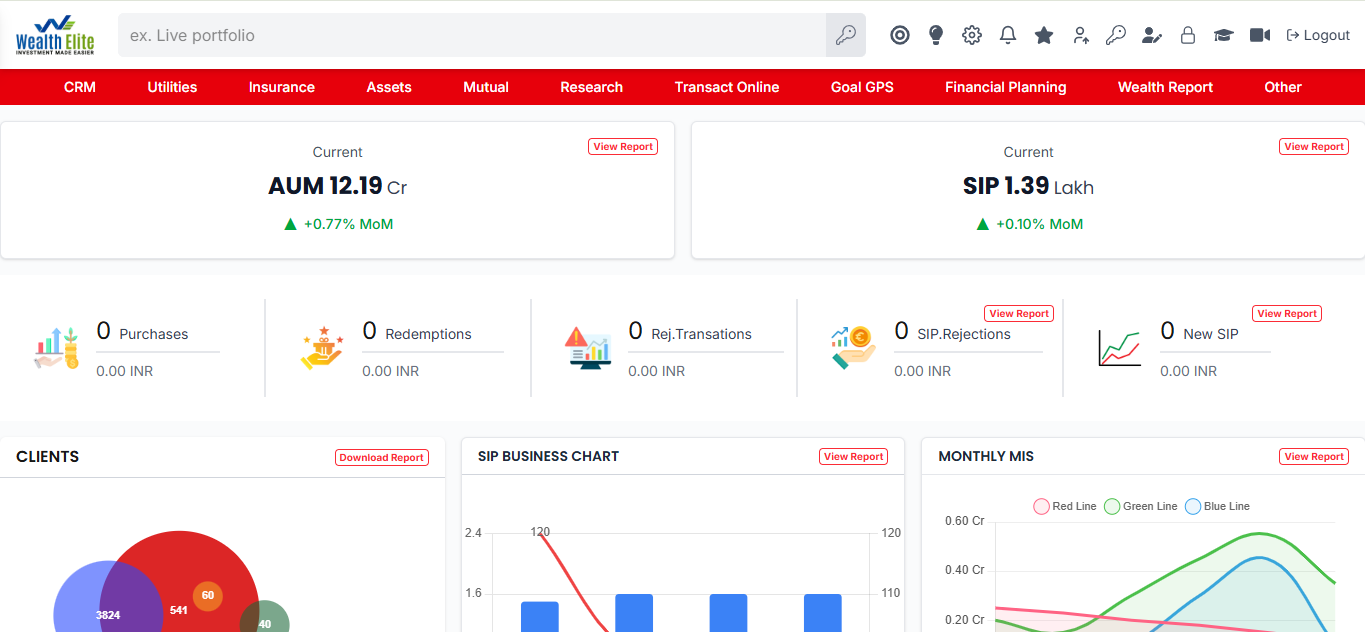 Wealth Elite
INVESTMENT MADE EASIER
ex. Live portfolio
Logout
CRM Utilities Insurance Assets Mutual Research Transact Online Goal GPS Financial Planning Wealth Report Other
Current
View Report
AUM 12.19 Cr
+0.77% MoM
Current
View Report
SIP 1.39 Lakh
+0.10% MoM
0 Purchases
0.00 INR
0 Redemptions
0.00 INR
0 Rej.Transations
0.00 INR
View Report
0 SIP.Rejections
0.00 INR
View Report
0 New SIP
0.00 INR
CLIENTS
Download Report
3824
541
60
40
SIP BUSINESS CHART
View Report
2.4
120
120
1.6
110
MONTHLY MIS
View Report
Red Line Green Line Blue Line
0.60 Cr
0.40 Cr
0.20 Cr